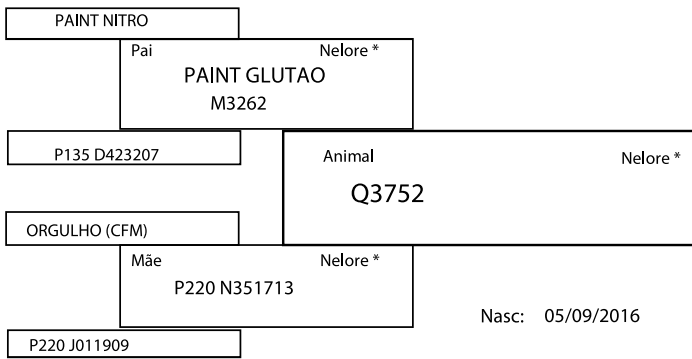 PAINT NITRO
Pai Nelore *
PAINT GLUTAO
M3262
P135 D423207
Animal Nelore *
Q3752
ORGULHO (CFM)
Mãe Nelore *
P220 N351713
Nasc: 05/09/2016
P220 J011909